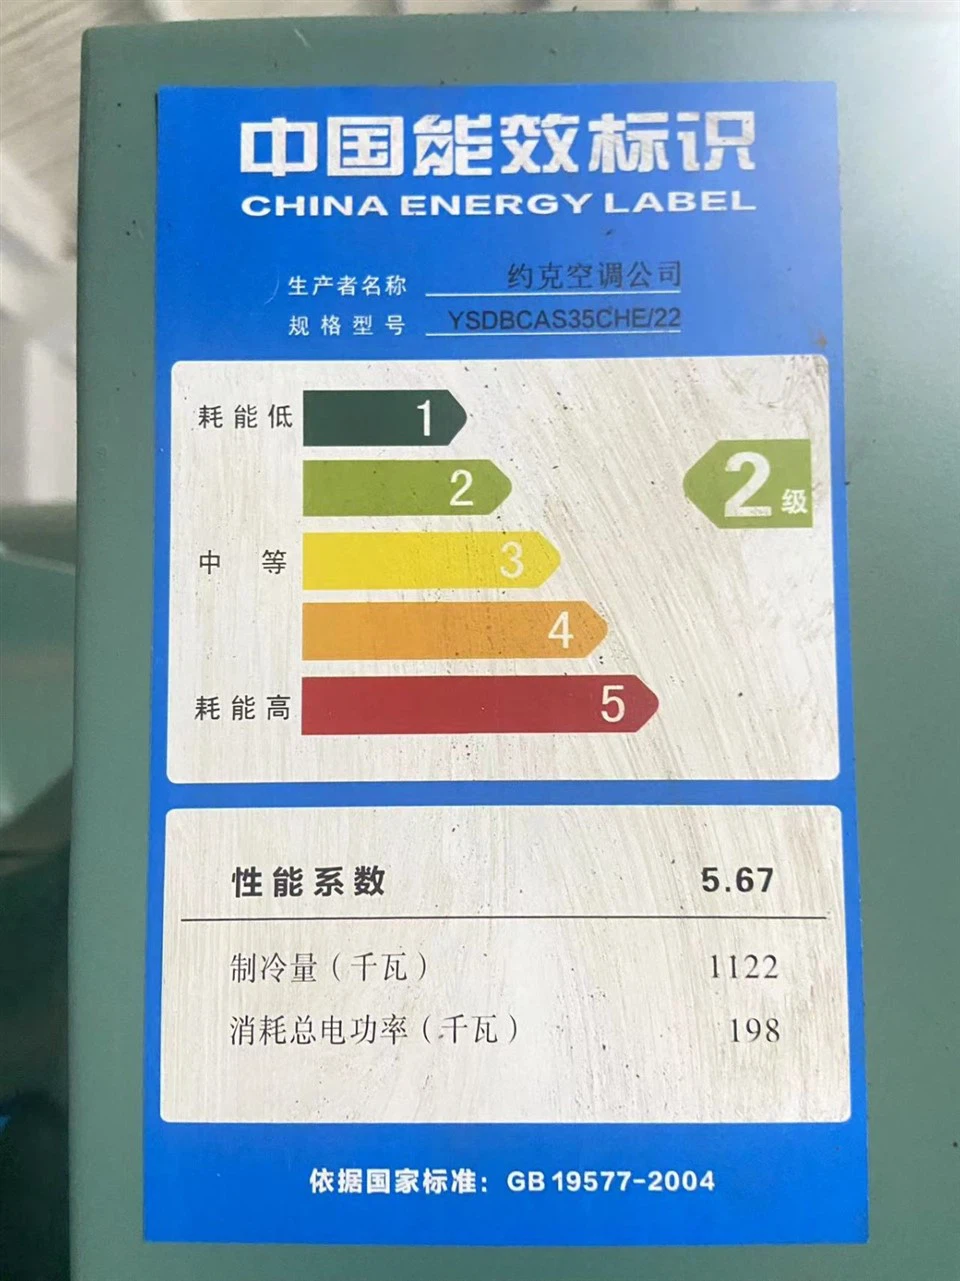 中国能效标识
CHINA ENERGY LABEL
生产者名称 约克空调公司
规格型号 YSDBCAS35CHE/22
耗能低 1
2
2级
中等 3
4
耗能高 5
性能系数 5.67
制冷量(千瓦) 1122
消耗总电功率(千瓦) 198
依据国家标准：GB 19577-2004